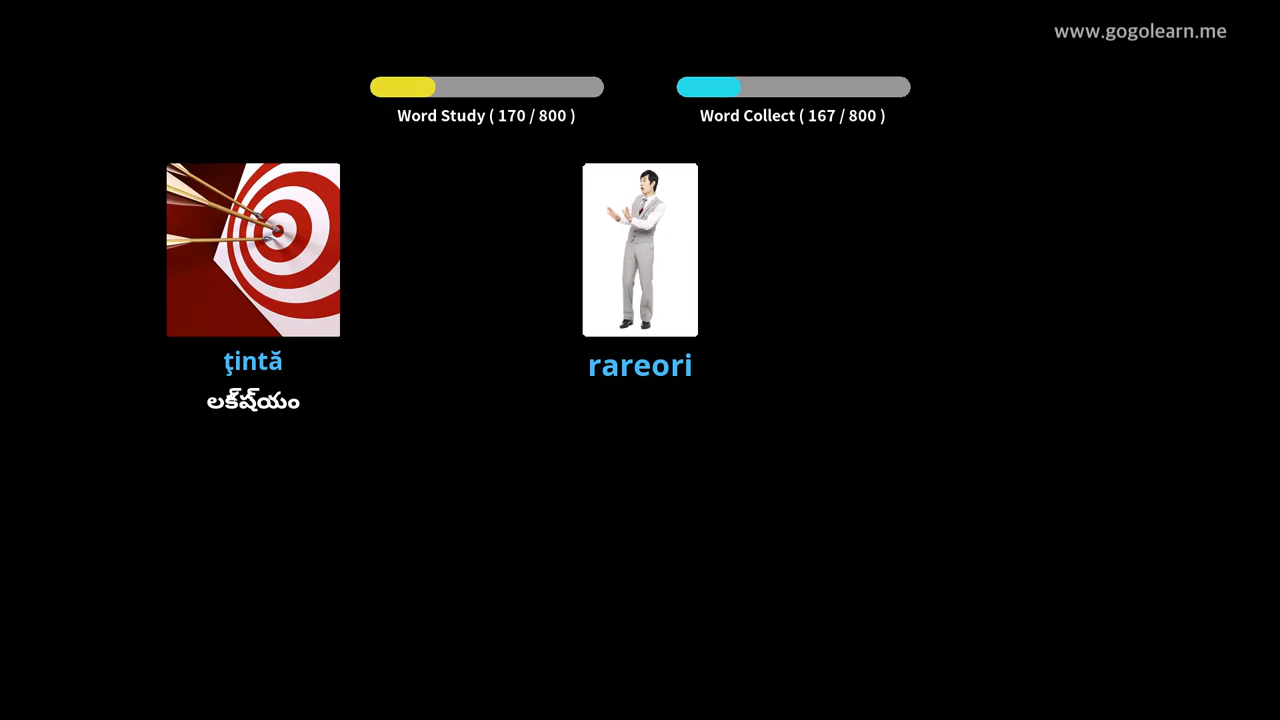 www.gogolearn.me
Word Study ( 170 / 800 )
Word Collect ( 167 / 800 )
ţintă
rareori
లక్ష్యం